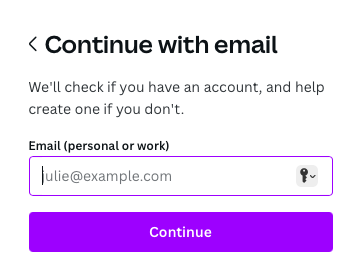 Continue with email
We'll check if you have an account, and help
create one if you don't.
Email (personal or work)
julie@example.com
Continue